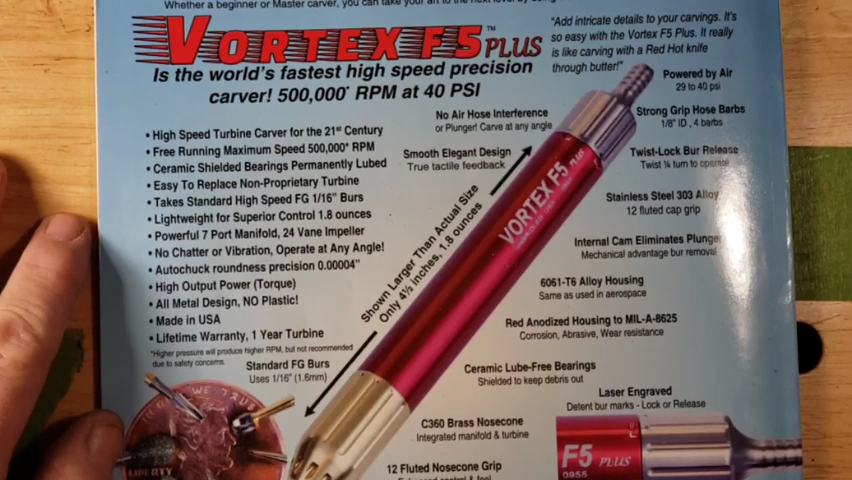 Whether a beginner or Master carver, you can take your art to the next level by
VORTEX F5 PLUS™
Is the world's fastest high speed precision
carver! 500,000* RPM at 40 PSI
"Add intricate details to your carvings. It's
so easy with the Vortex F5 Plus. It really
is like carving with a Red Hot knife
through butter!"
Powered by Air
29 to 40 psi
No Air Hose Interference
or Plunger! Carve at any angle
Strong Grip Hose Barbs
1/8" ID, 4 barbs
Smooth Elegant Design
True tactile feedback
Twist-Lock Bur Release
Twist ¼ turn to operate
• High Speed Turbine Carver for the 21st Century
• Free Running Maximum Speed 500,000* RPM
• Ceramic Shielded Bearings Permanently Lubed
• Easy To Replace Non-Proprietary Turbine
• Takes Standard High Speed FG 1/16" Burs
• Lightweight for Superior Control 1.8 ounces
• Powerful 7 Port Manifold, 24 Vane Impeller
• No Chatter or Vibration, Operate at Any Angle!
• Autochuck roundness precision 0.00004"
• High Output Power (Torque)
• All Metal Design, NO Plastic!
• Made in USA
• Lifetime Warranty, 1 Year Turbine
*Higher pressure will produce higher RPM, but not recommended
due to safety concerns.
Shown Larger Than Actual Size
Only 4½ inches, 1.8 ounces
VORTEX F5 PLUS
Stainless Steel 303 Alloy
12 fluted cap grip
Internal Cam Eliminates Plunger
Mechanical advantage bur removal
6061-T6 Alloy Housing
Same as used in aerospace
Red Anodized Housing to MIL-A-8625
Corrosion, Abrasive, Wear resistance
Standard FG Burs
Uses 1/16" (1.6mm)
Ceramic Lube-Free Bearings
Shielded to keep debris out
Laser Engraved
Detent bur marks - Lock or Release
C360 Brass Nosecone
Integrated manifold & turbine
12 Fluted Nosecone Grip
WE TRUST
LIBERTY
F5 PLUS
0955